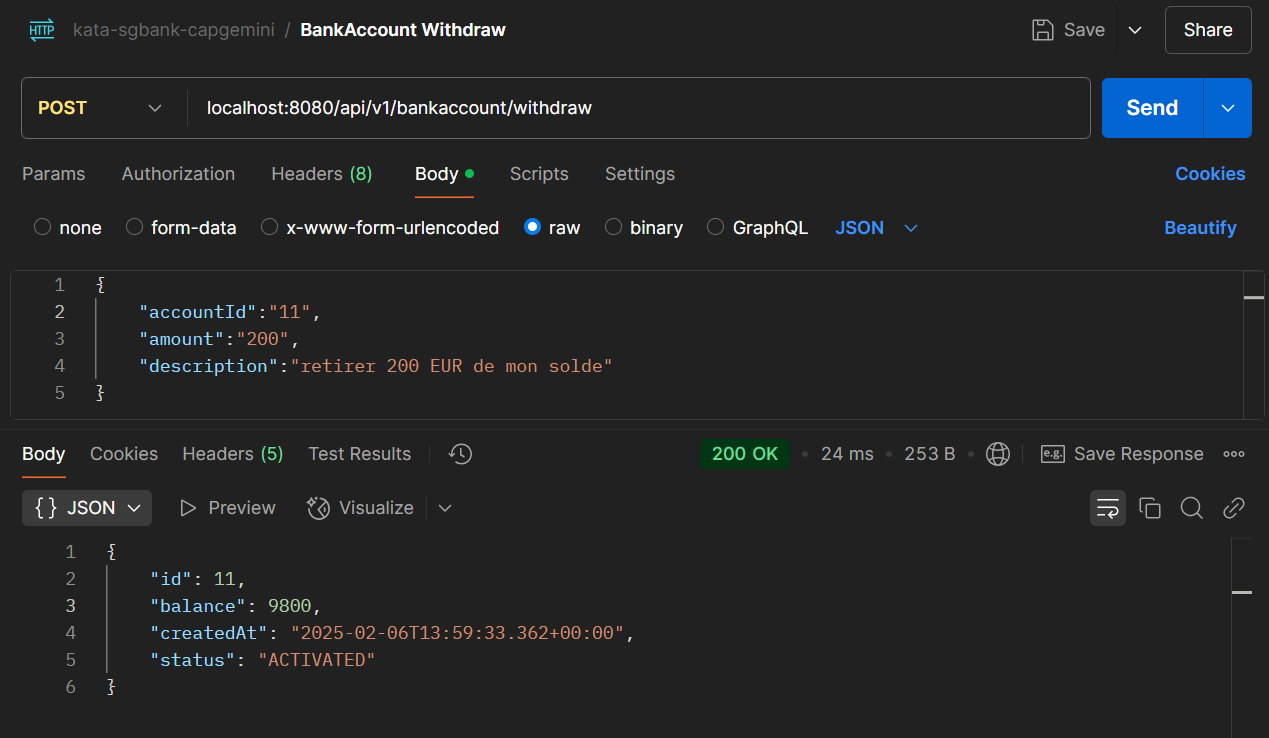 HTTP kata-sgbank-capgemini / BankAccount Withdraw Save Share
POST localhost:8080/api/v1/bankaccount/withdraw Send
Params Authorization Headers (8) Body Scripts Settings Cookies
none form-data x-www-form-urlencoded raw binary GraphQL JSON Beautify
1 {
2 "accountId":"11",
3 "amount":"200",
4 "description":"retirer 200 EUR de mon solde"
5 }
Body Cookies Headers (5) Test Results 200 OK • 24 ms • 253 B • e.g. Save Response
{} JSON Preview Visualize
1 {
2 "id": 11,
3 "balance": 9800,
4 "createdAt": "2025-02-06T13:59:33.362+00:00",
5 "status": "ACTIVATED"
6 }